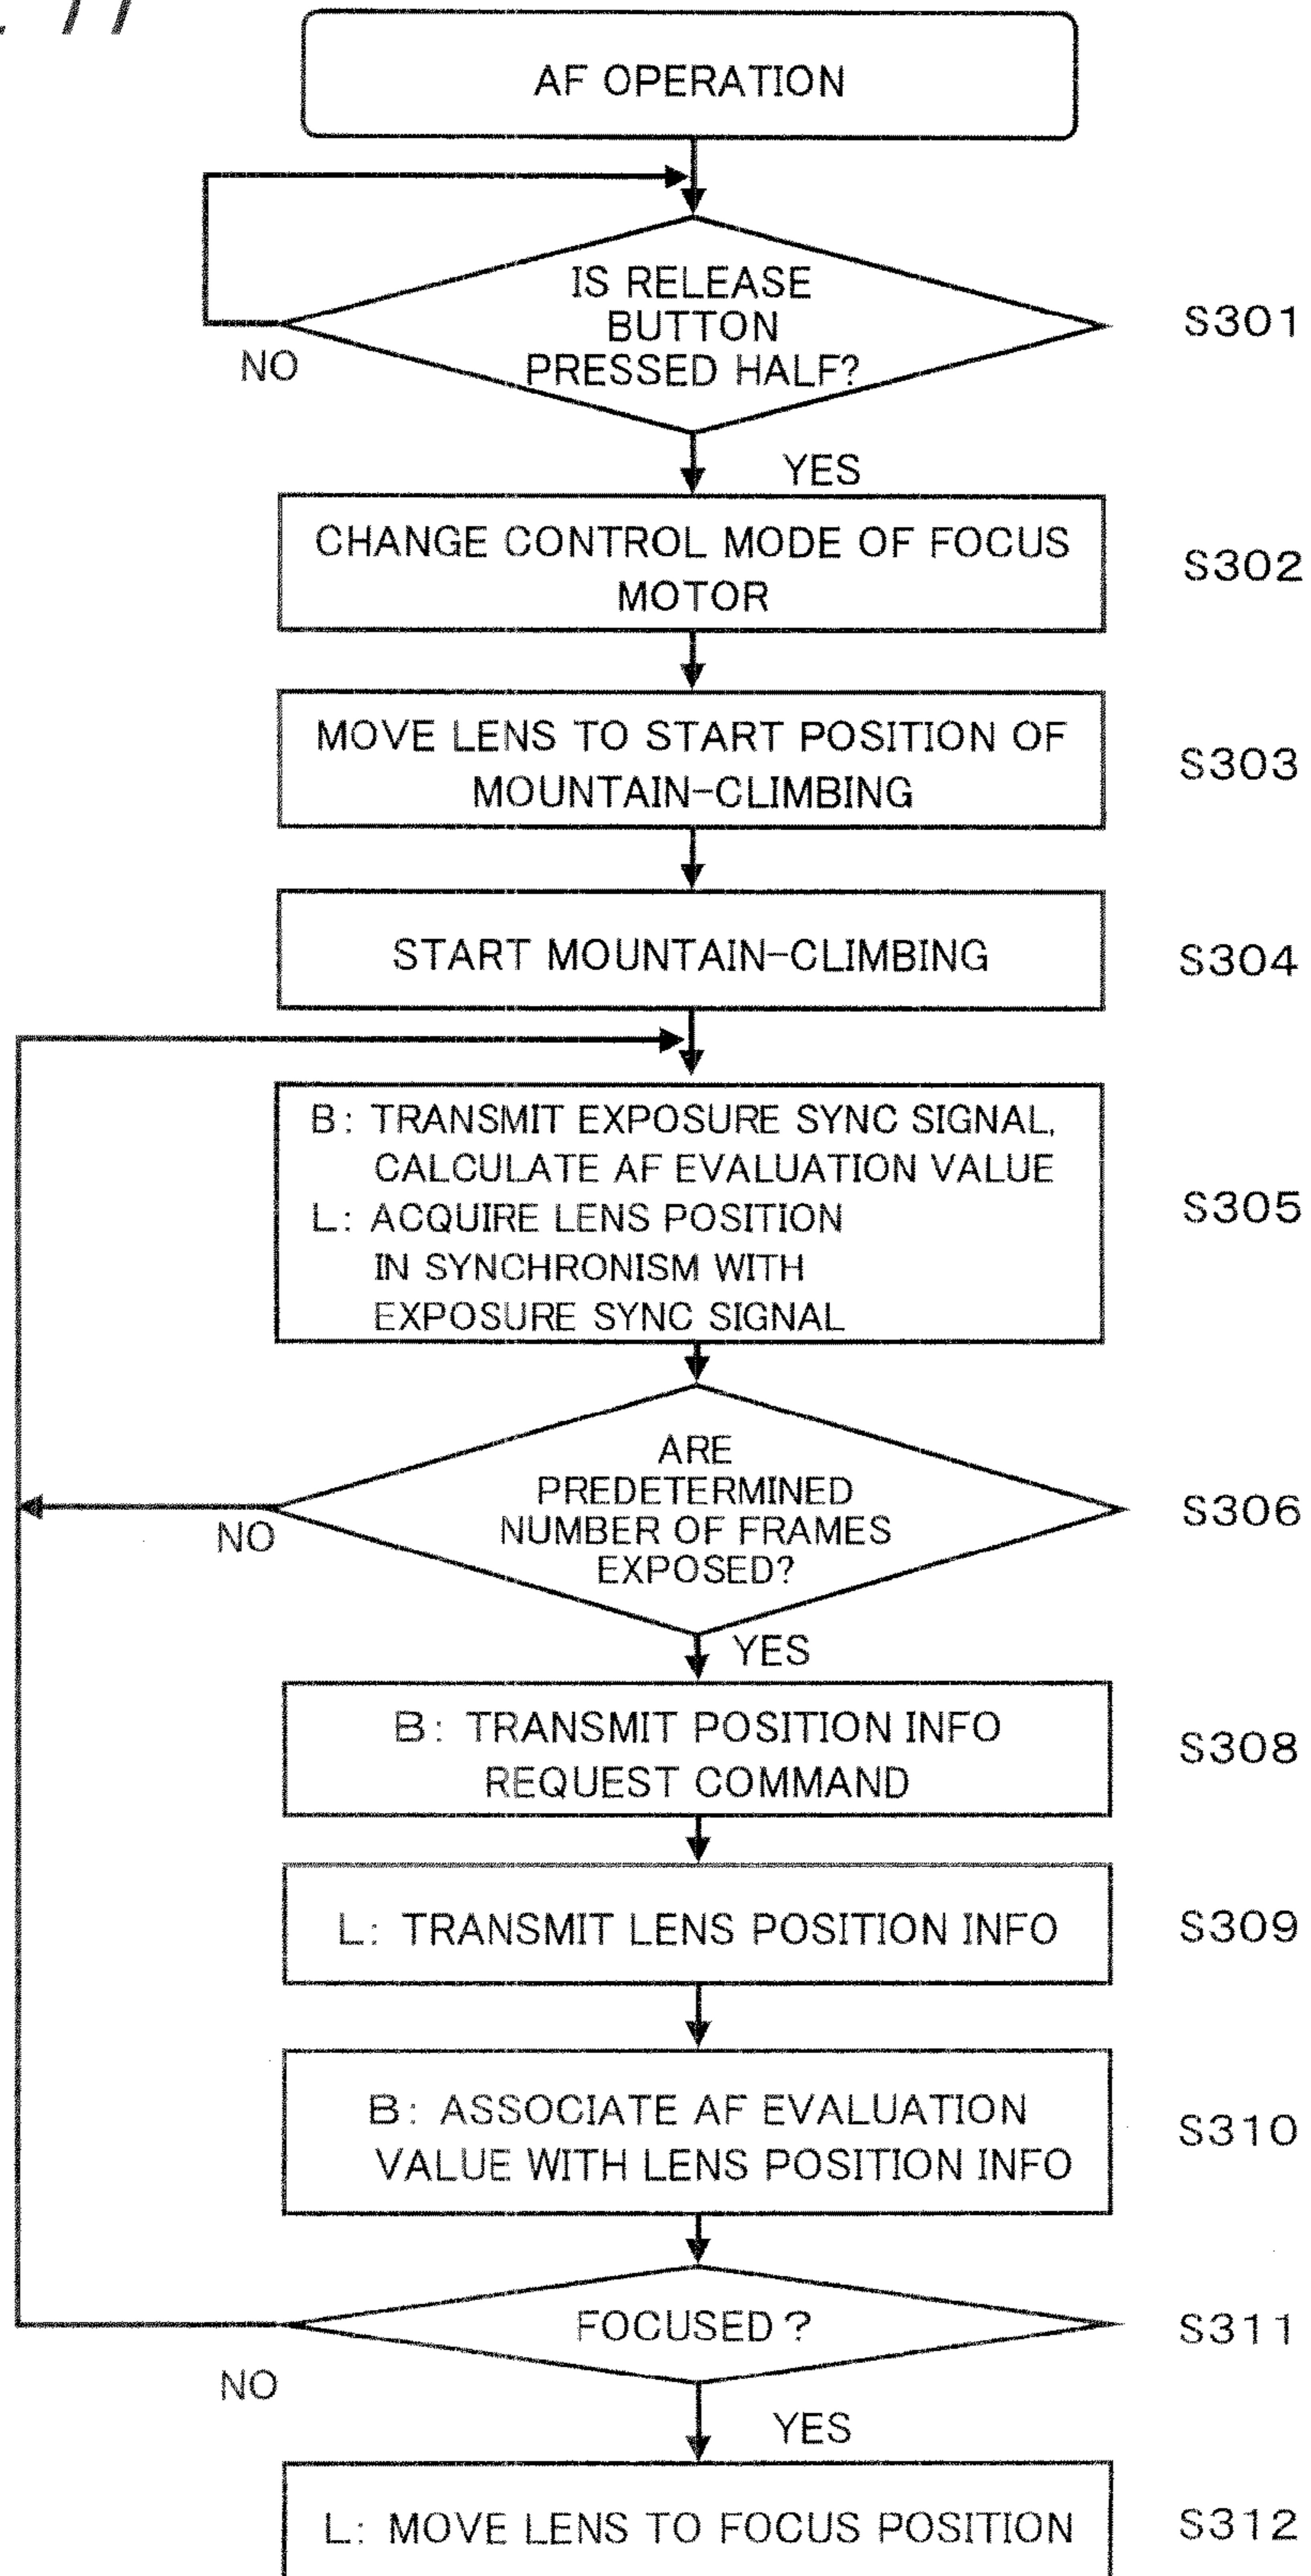 AF OPERATION
IS RELEASE
BUTTON
PRESSED HALF?
S301
NO
YES
CHANGE CONTROL MODE OF FOCUS
MOTOR
S302
MOVE LENS TO START POSITION OF
MOUNTAIN-CLIMBING
S303
START MOUNTAIN-CLIMBING
S304
B: TRANSMIT EXPOSURE SYNC SIGNAL,
CALCULATE AF EVALUATION VALUE
L: ACQUIRE LENS POSITION
IN SYNCHRONISM WITH
EXPOSURE SYNC SIGNAL
S305
ARE
PREDETERMINED
NUMBER OF FRAMES
EXPOSED?
S306
NO
YES
B: TRANSMIT POSITION INFO
REQUEST COMMAND
S308
L: TRANSMIT LENS POSITION INFO
S309
B: ASSOCIATE AF EVALUATION
VALUE WITH LENS POSITION INFO
S310
FOCUSED?
S311
NO
YES
L: MOVE LENS TO FOCUS POSITION
S312